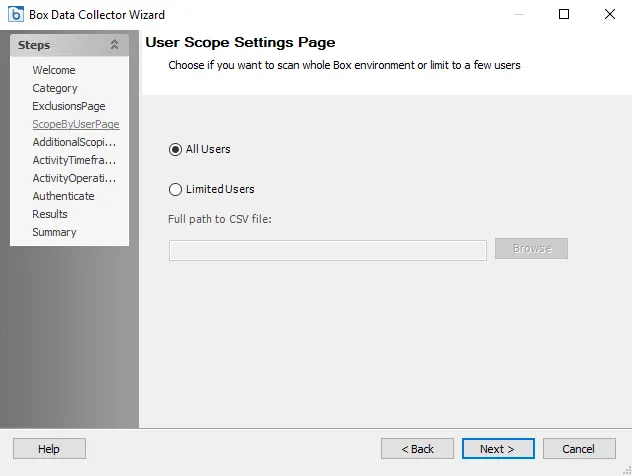 Box Data Collector Wizard
Steps
Welcome
Category
ExclusionsPage
ScopeByUserPage
AdditionalScopi...
ActivityTimefra...
ActivityOperati...
Authenticate
Results
Summary
User Scope Settings Page
Choose if you want to scan whole Box environment or limit to a few users
All Users
Limited Users
Full path to CSV file:
Browse
Help
< Back
Next >
Cancel